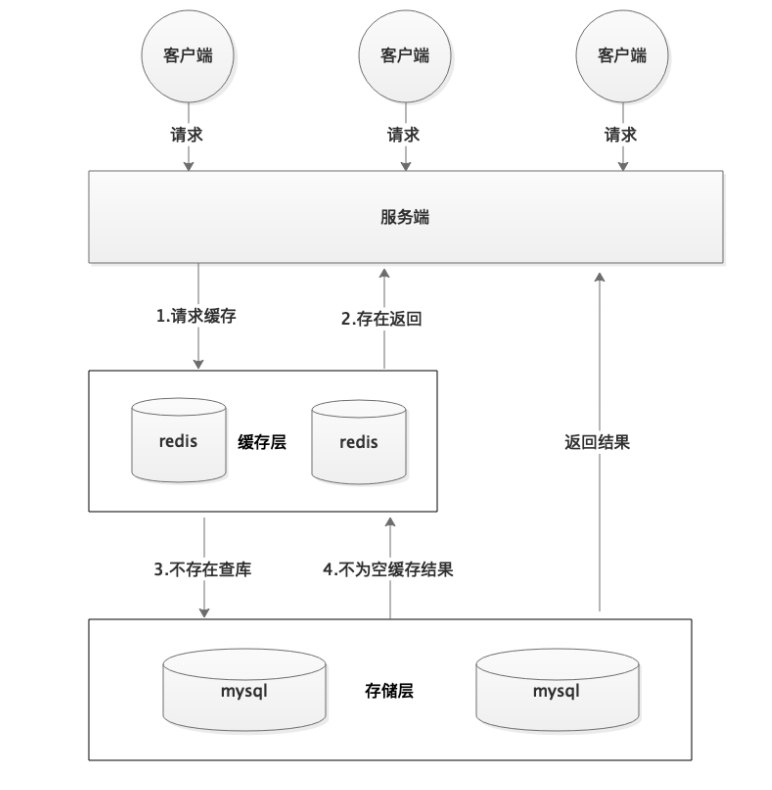 客户端
客户端
客户端
请求
请求
请求
服务端
1.请求缓存
2.存在返回
redis
缓存层
redis
返回结果
3.不存在查库
4.不为空缓存结果
mysql
存储层
mysql